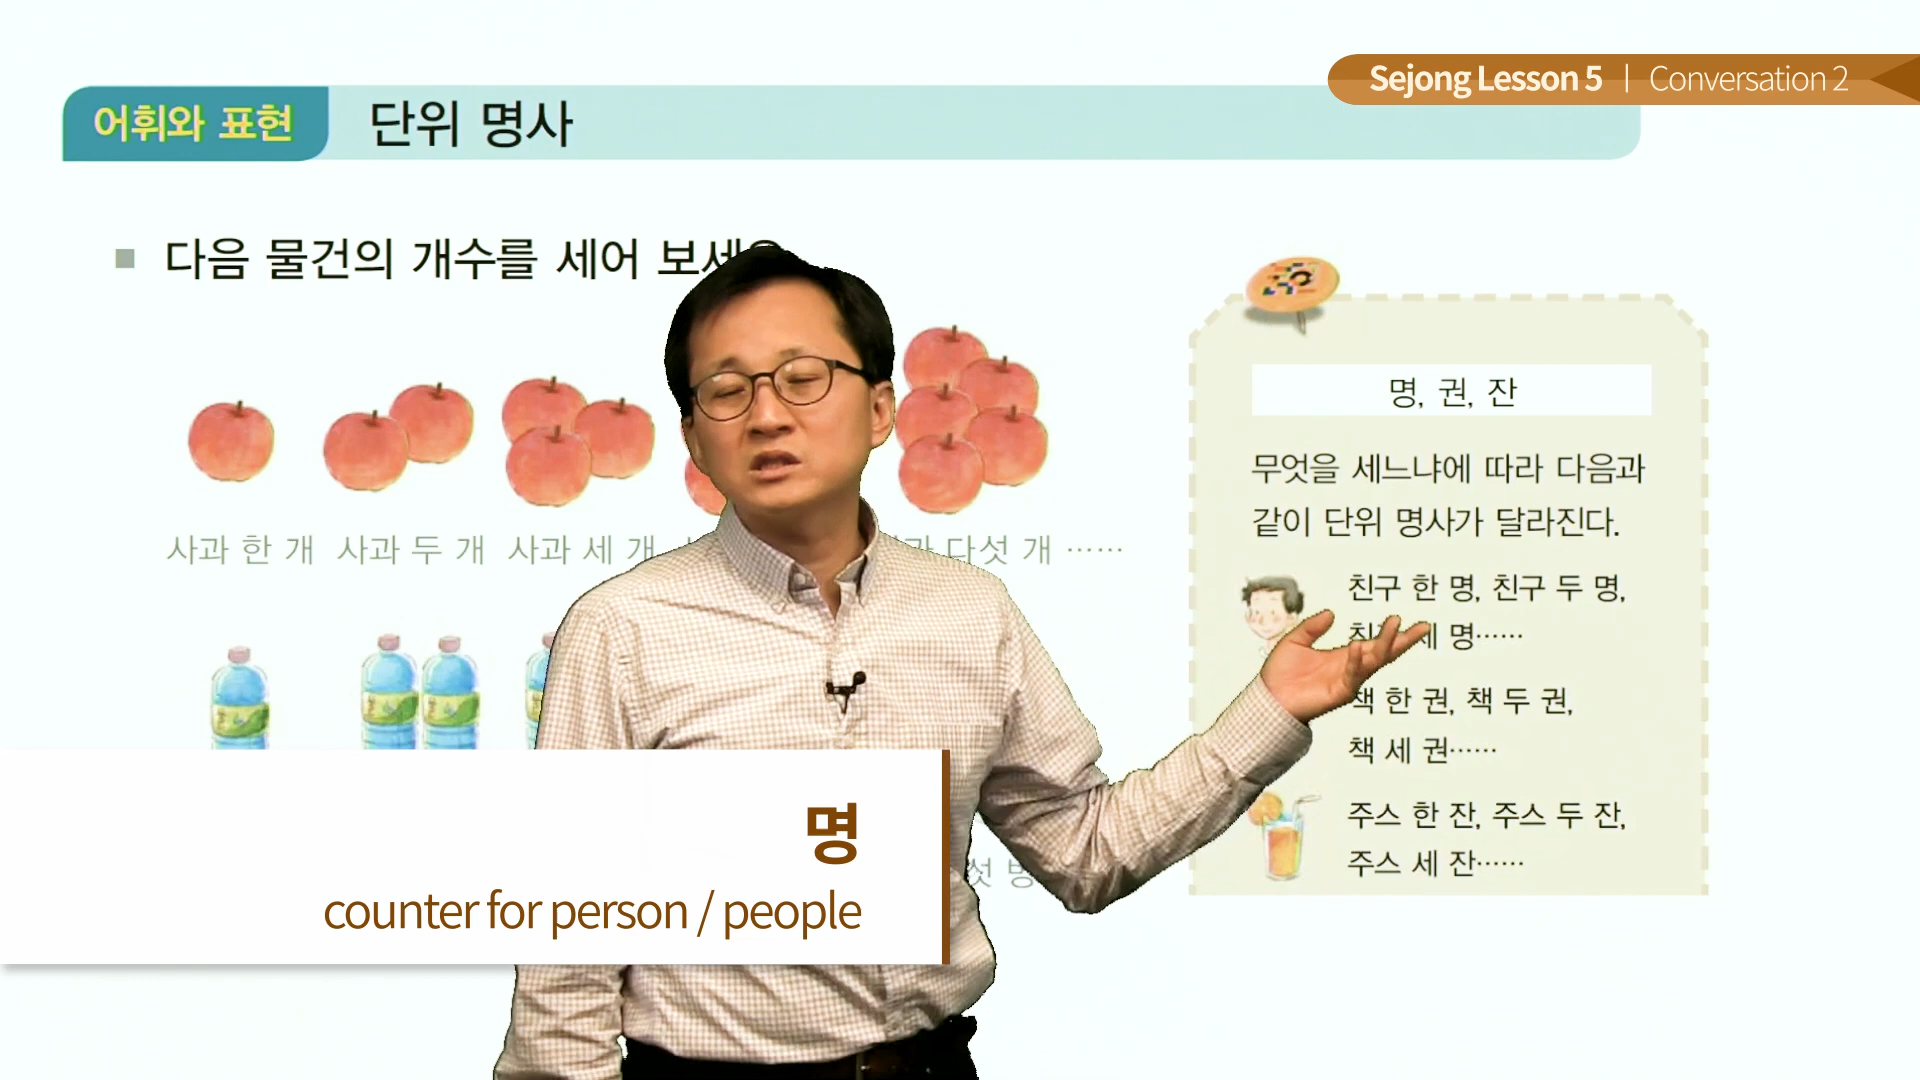 Sejong Lesson 5 | Conversation 2
어휘와 표현 단위 명사
다음 물건의 개수를 세어
사과 한 개 사과 두 개 사과 세 개 다섯 개 ……
명, 권, 잔
무엇을 세느냐에 따라 다음과
같이 단위 명사가 달라진다.
친구 한 명, 친구 두 명,
명……
책 한 권, 책 두 권,
책 세 권……
주스 한 잔, 주스 두 잔,
주스 세 잔……
명
counter for person / people